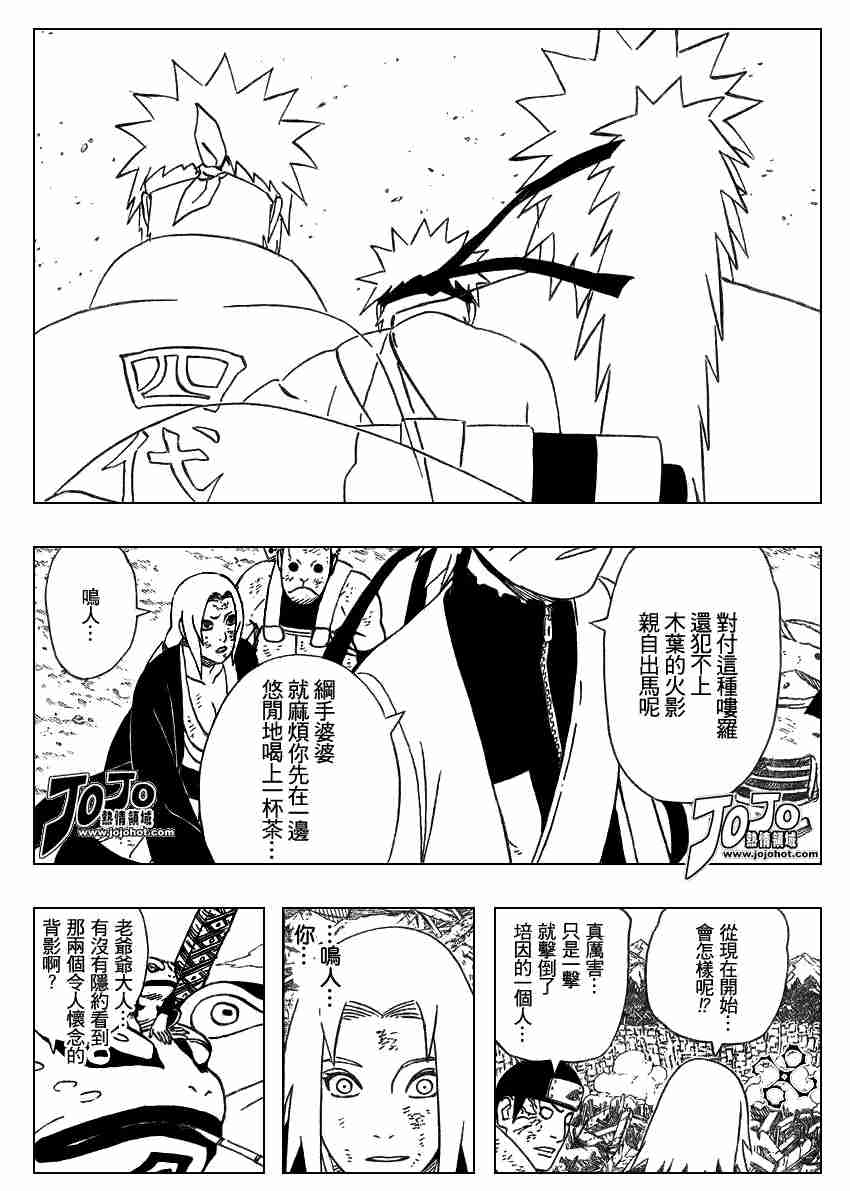 四
代
對付這種嘍羅
還犯不上
木葉的火影
親自出馬呢
綱手婆婆
就麻煩你先在一邊
悠閒地喝上一杯茶…
鳴人…
JOJO
熱情領域
www.jojohot.com
JOJO
熱情領域
www.jojohot.com
從現在開始…
會怎樣呢!?
真厲害…
只是一擊
就擊倒了
培因的一個人…
…鳴人…
你…
老爺爺大人…
有沒有隱約看到
那兩個令人懷念的
背影啊?